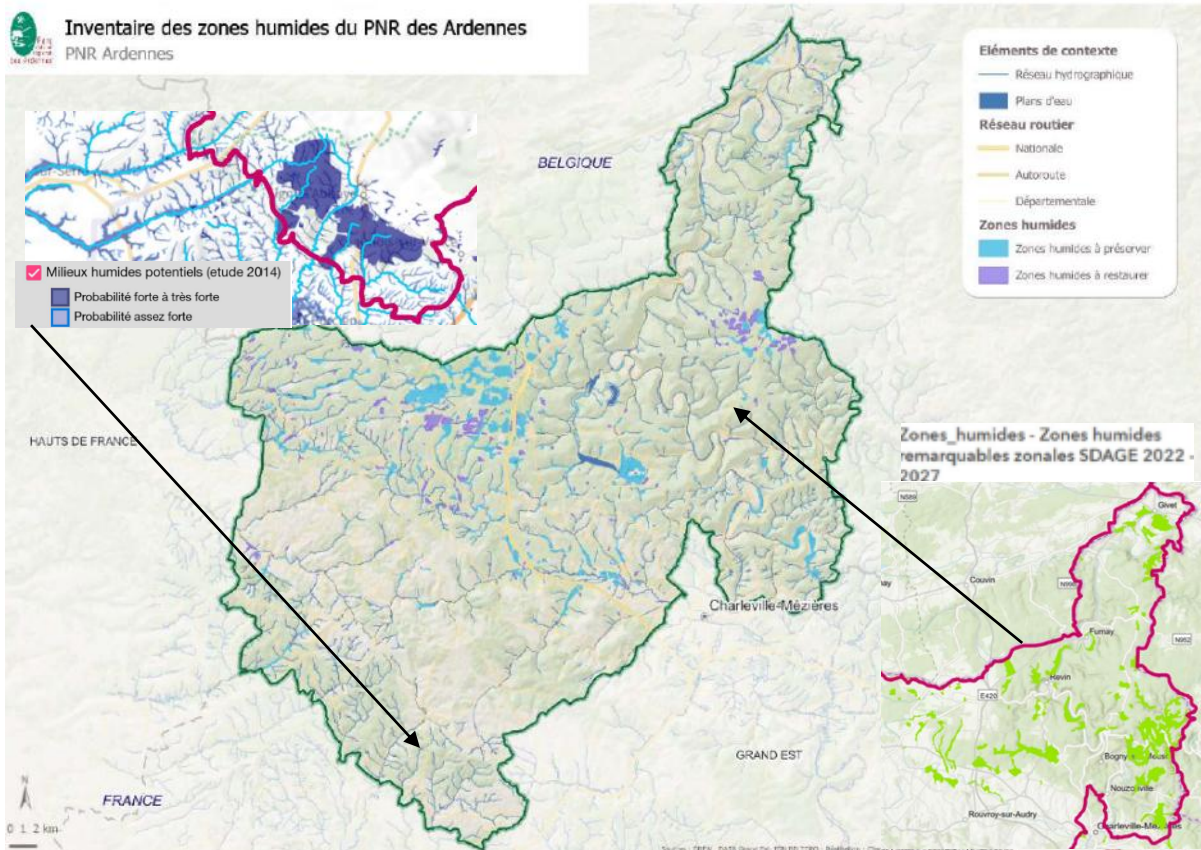 Inventaire des zones humides du PNR des Ardennes
PNR Ardennes
Eléments de contexte
Réseau hydrographique
Plans d'eau
Réseau routier
Nationale
Autoroute
Départementale
Zones humides
Zones humides à préserver
Zones humides à restaurer
BELGIQUE
Milieux humides potentiels (etude 2014)
Probabilité forte à très forte
Probabilité assez forte
HAUTS DE FRANCE
Charleville-Mézières
GRAND EST
FRANCE
N
0 1 2 km
Zones_humides - Zones humides
remarquables zonales SDAGE 2022 -
2027
N589
Givet
Couvin
Fumay
N952
Revin
E420
Bogny
Nouzonville
Rouvroy-sur-Audry